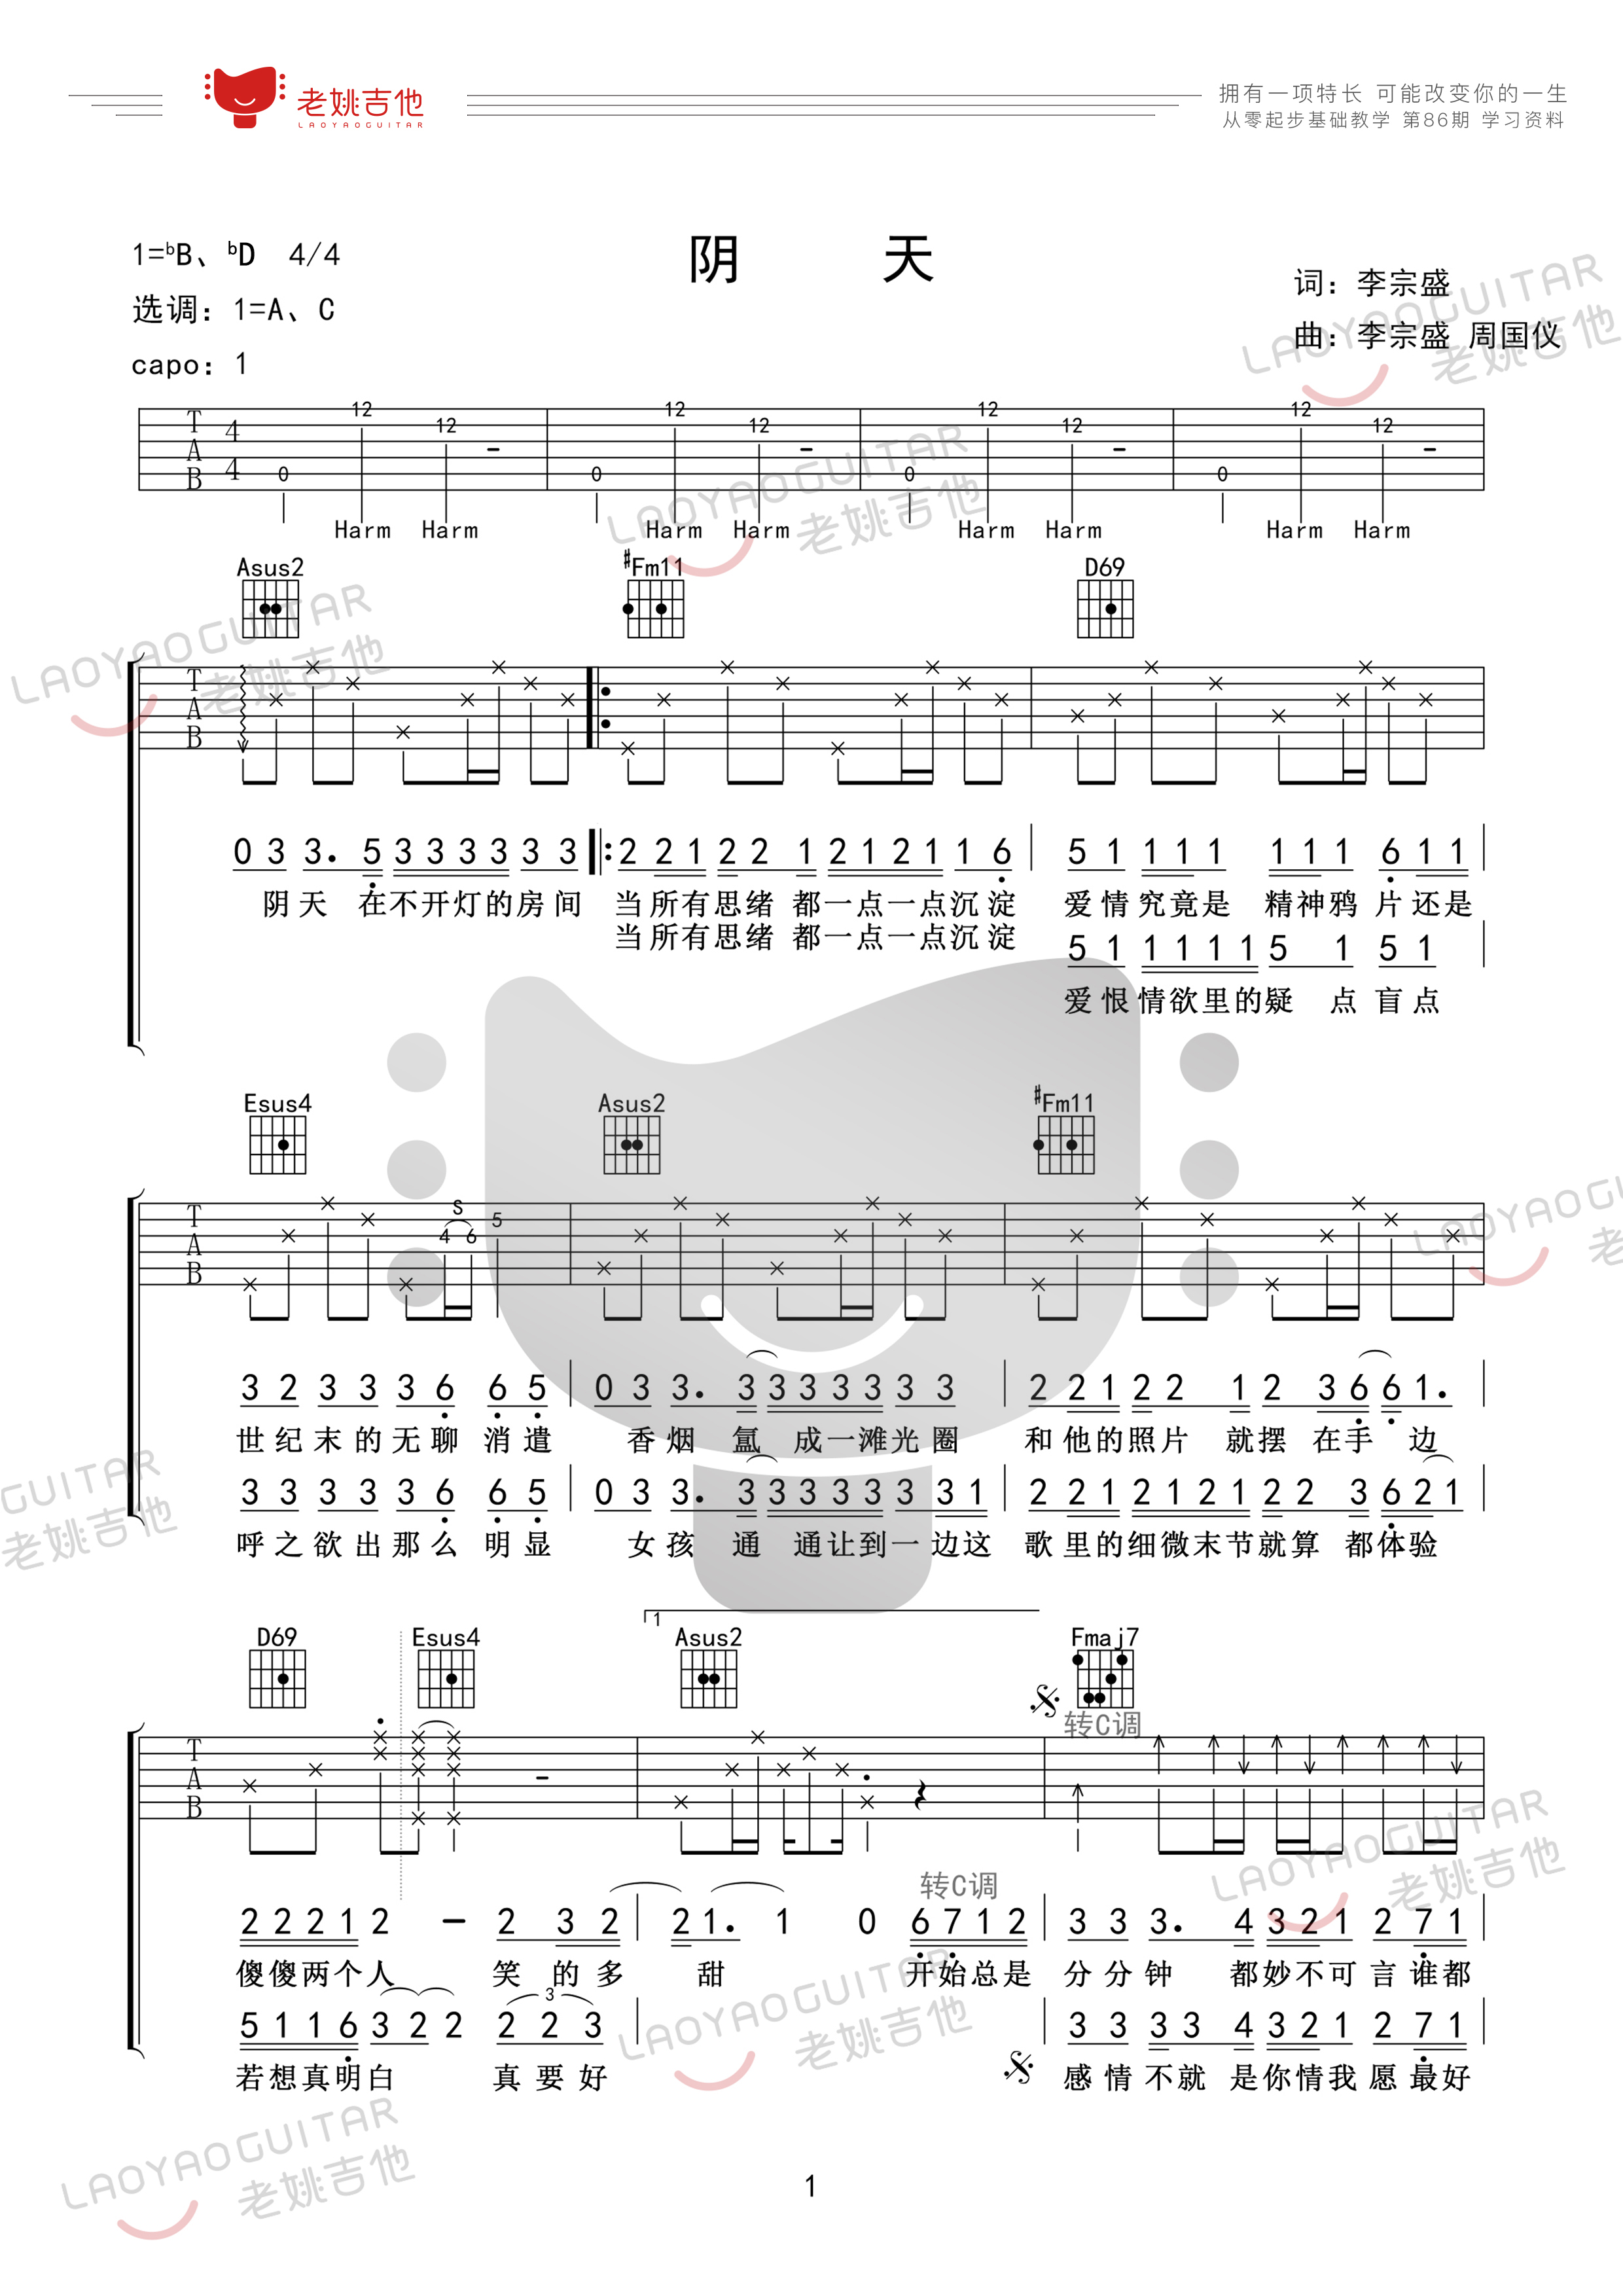 老姚吉他
LAOYAOGUITAR
拥有一项特长 可能改变你的一生
从零起步基础教学 第86期 学习资料
阴 天
1=ᵇB、ᵇD 4/4
选调：1=A、C
capo：1
词：李宗盛
曲：李宗盛 周国仪
12 12 12 12
T 4 12 12 12 12
A
B 4 0 0 0 0
Harm Harm Harm Harm Harm Harm Harm Harm
Asus2 #Fm11 D69
T
A
B
0 3 3. 5 3 3 3 3 3 3 2 2 1 2 2 1 2 1 2 1 1 6 5 1 1 1 1 1 1 1 6 1 1
阴天 在不开灯的房间 当所有思绪 都一点一点沉淀 爱情究竟是 精神鸦片还是
当所有思绪 都一点一点沉淀
5 1 1 1 1 1 5 1 5 1
爱恨情欲里的疑 点盲点
Esus4 Asus2 #Fm11
S
T 5
A 4 6
B
3 2 3 3 3 6 6 5 0 3 3. 3 3 3 3 3 3 3 2 2 1 2 2 1 2 3 6 6 1.
世纪末的无聊 消遣 香烟 氲 成一滩光圈 和他的照片 就摆 在手 边
3 3 3 3 3 6 6 5 0 3 3. 3 3 3 3 3 3 3 1 2 2 1 2 1 2 1 2 2 3 6 2 1
呼之欲出那么 明显 女孩 通 通让到一边这 歌里的细微末节就算 都体验
1
D69 Esus4 Asus2 Fmaj7
转C调
T
A
B
转C调
2 2 2 1 2 - 2 3 2 2 1. 1 0 6 7 1 2 3 3 3. 4 3 2 1 2 7 1
傻傻两个人 笑 的多 甜 开始总是 分分钟 都妙不可言谁都
3
5 1 1 6 3 2 2 2 2 3 3 3 3 3 4 3 2 1 2 7 1
若想真明白 真要好 感情不就 是你情我愿最好
1